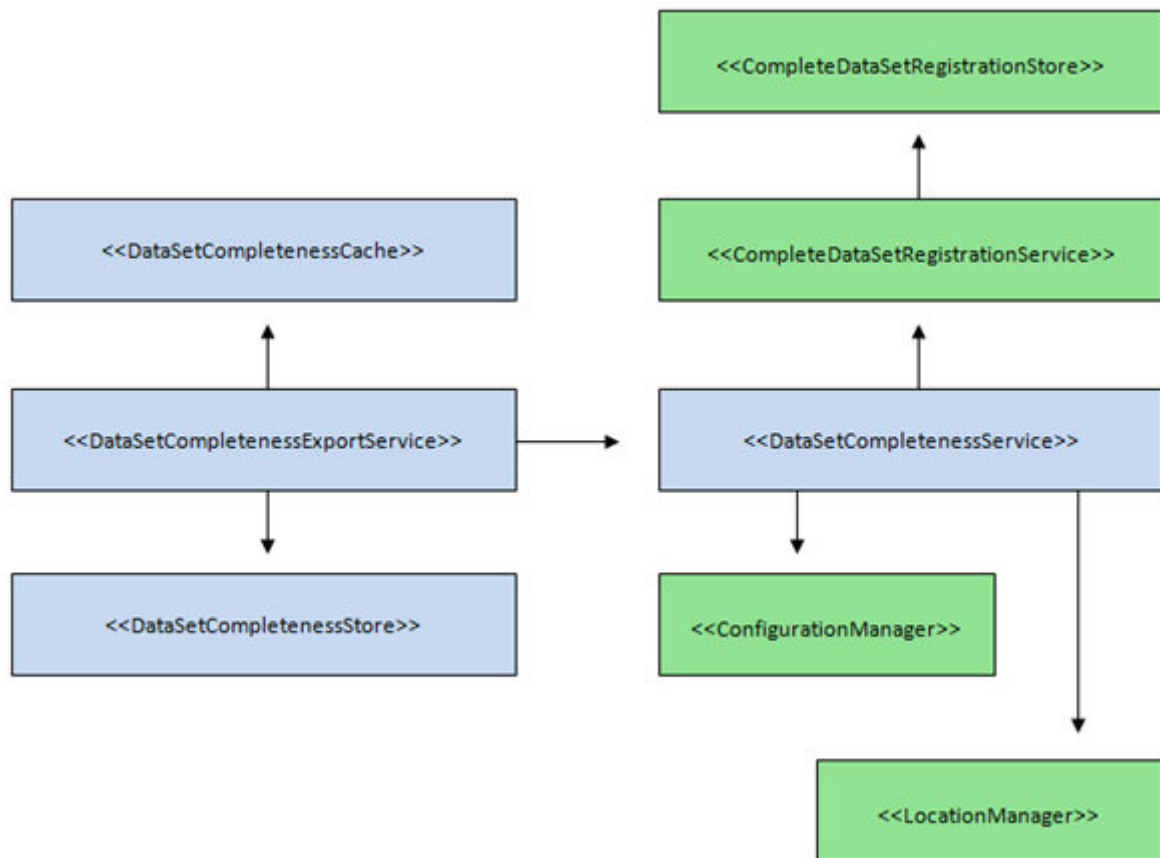 <<CompleteDataSetRegistrationStore>>
<<DataSetCompletenessCache>>
<<CompleteDataSetRegistrationService>>
<<DataSetCompletenessExportService>>
<<DataSetCompletenessService>>
<<DataSetCompletenessStore>>
<<ConfigurationManager>>
<<LocationManager>>